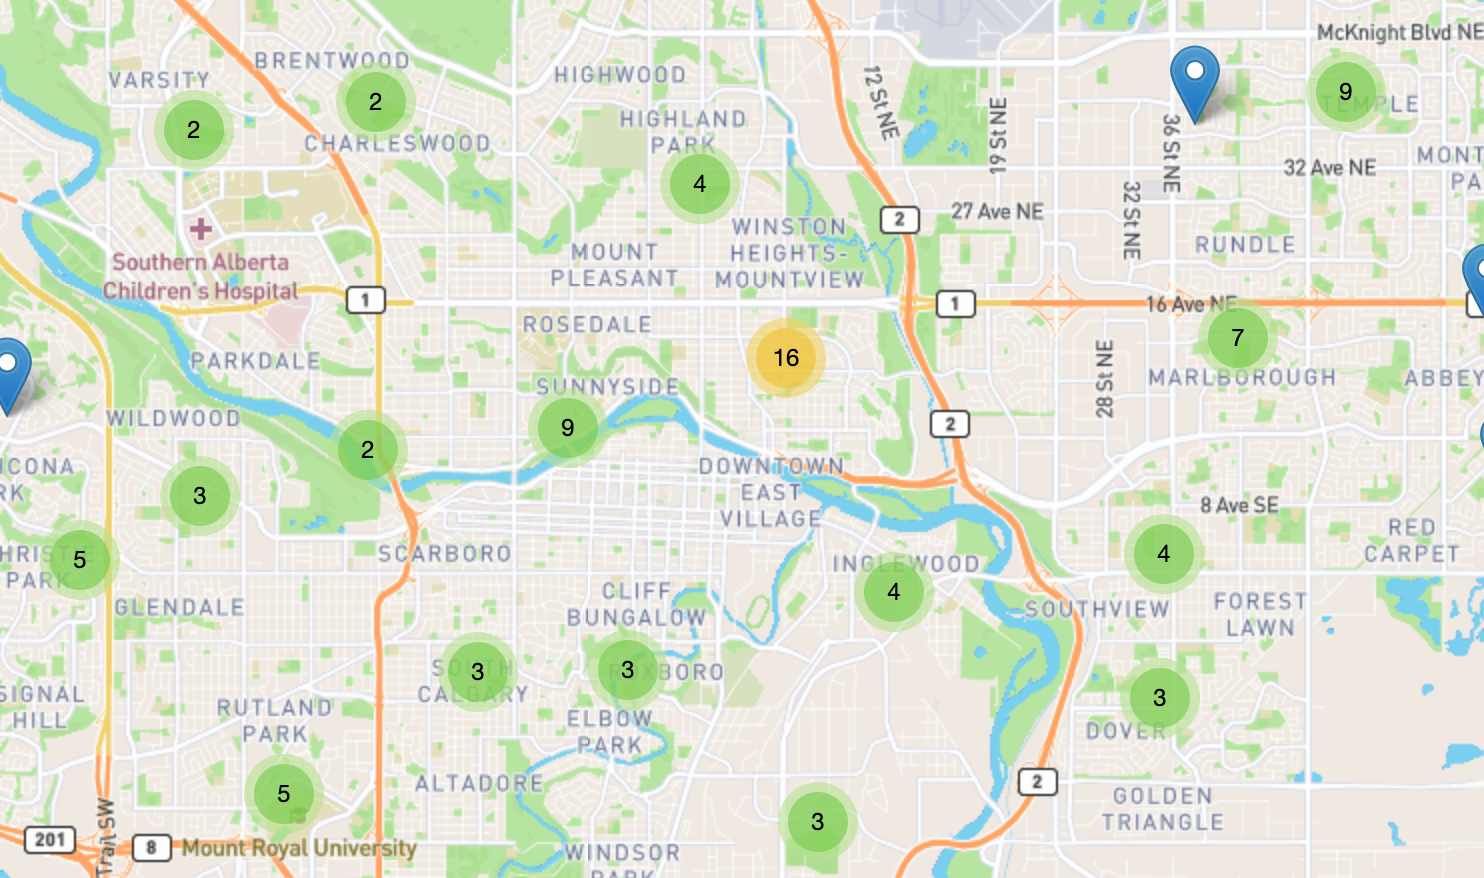 McKnight Blvd NE
BRENTWOOD
VARSITY
HIGHWOOD
12 St NE
2
9
2
HIGHLAND
PARK
CHARLESWOOD
19 St NE
36 St NE
MONT
PA
32 Ave NE
4
32 St NE
27 Ave NE
2
WINSTON
HEIGHTS-
MOUNTVIEW
RUNDLE
MOUNT
PLEASANT
Southern Alberta
Children's Hospital
1
1
16 Ave NE
ROSEDALE
7
16
PARKDALE
28 St NE
MARLBOROUGH
ABBEY
SUNNYSIDE
WILDWOOD
9
2
2
DOWNTOWN
EAST
VILLAGE
3
8 Ave SE
RED
CARPET
SCARBORO
5
PARK
INGLEWOOD
4
4
CLIFF
BUNGALOW
GLENDALE
SOUTHVIEW
FOREST
LAWN
SOUTH
CALGARY
3
3
SIGNAL
HILL
RUTLAND
PARK
ELBOW
PARK
3
DOVER
ALTADORE
2
5
GOLDEN
TRIANGLE
3
201
Trail SW
8
Mount Royal University
WINDSOR
PARK